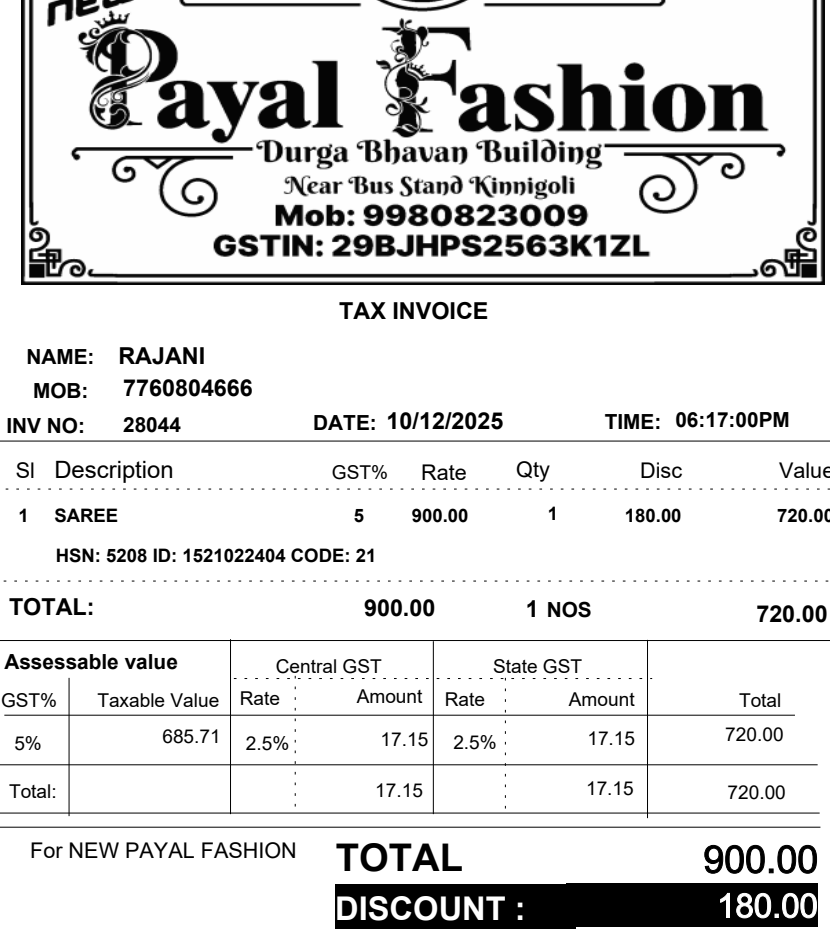 new
Payal Fashion
Durga Bhavan Building
Near Bus Stand Kinnigoli
Mob: 9980823009
GSTIN: 29BJHPS2563K1ZL
TAX INVOICE
NAME: RAJANI
MOB: 7760804666
INV NO: 28044 DATE: 10/12/2025 TIME: 06:17:00PM
Sl Description GST% Rate Qty Disc Value
1 SAREE 5 900.00 1 180.00 720.00
HSN: 5208 ID: 1521022404 CODE: 21
TOTAL: 900.00 1 NOS 720.00
Assessable value Central GST State GST
GST% Taxable Value Rate Amount Rate Amount Total
5% 685.71 2.5% 17.15 2.5% 17.15 720.00
Total: 17.15 17.15 720.00
For NEW PAYAL FASHION TOTAL 900.00
DISCOUNT : 180.00